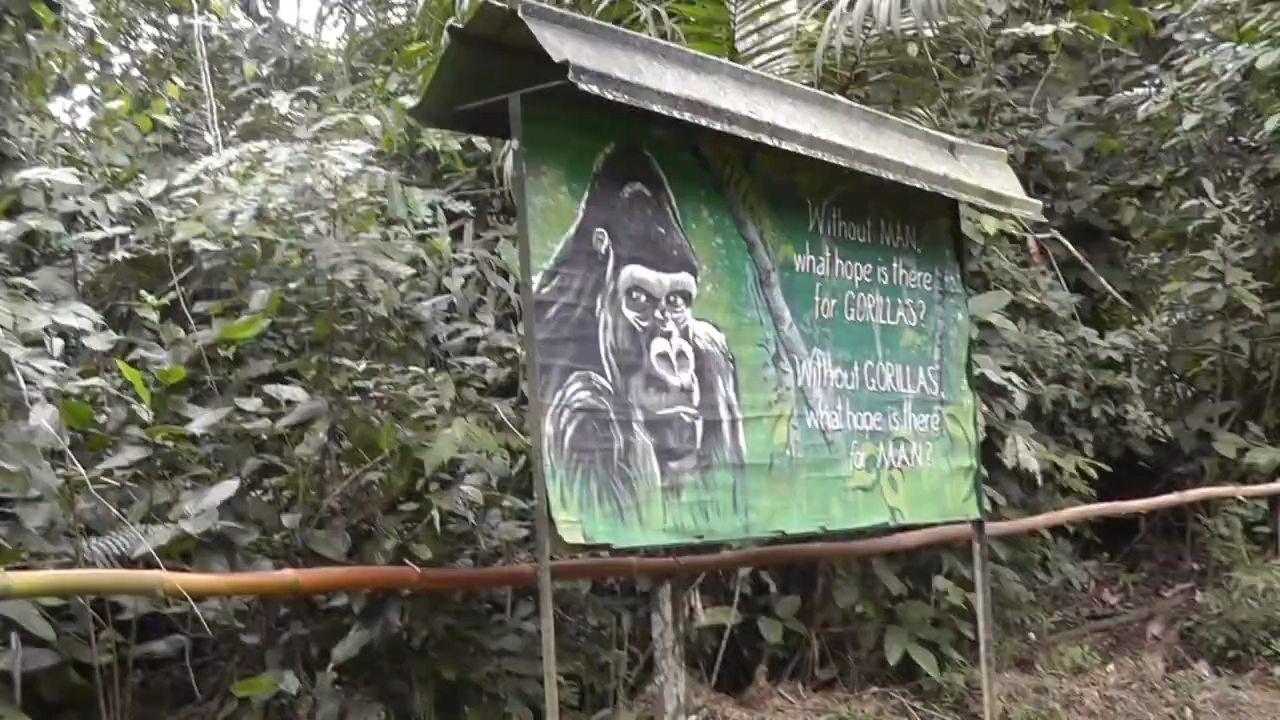 Without MAN,
what hope is there
for GORILLAS?
Without GORILLAS,
what hope is there
for MAN?